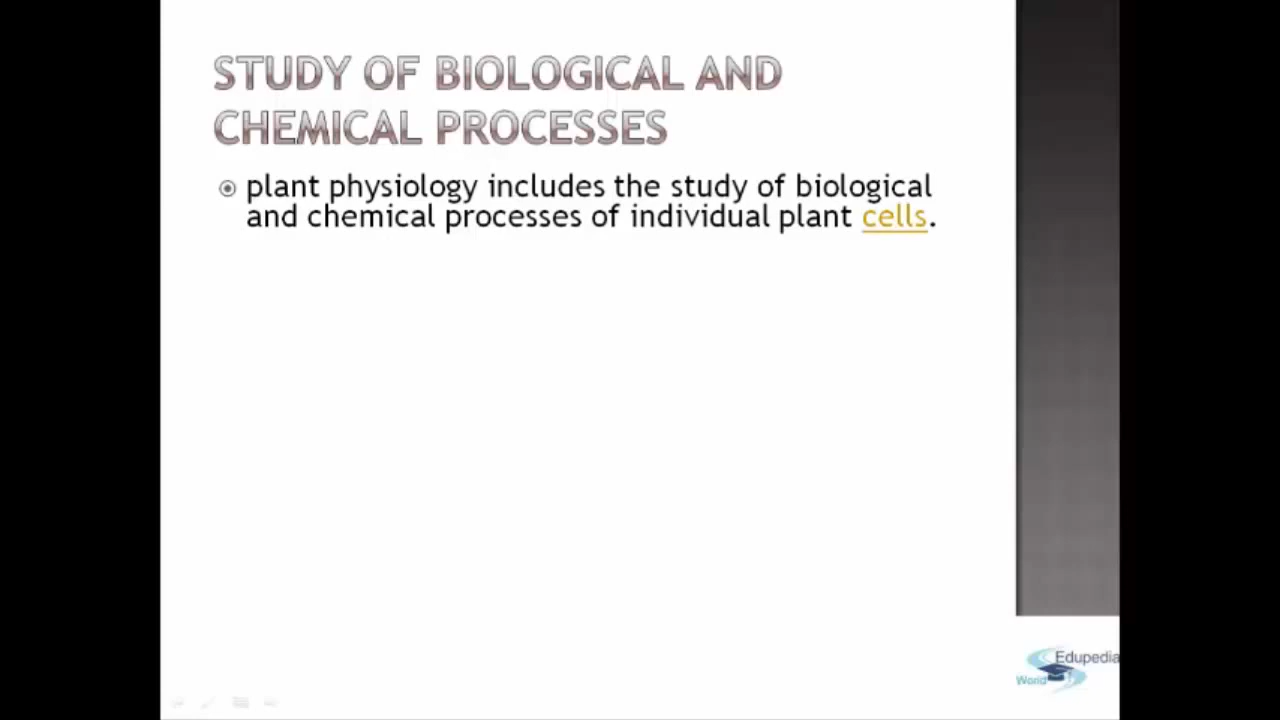 STUDY OF BIOLOGICAL AND
CHEMICAL PROCESSES
plant physiology includes the study of biological
and chemical processes of individual plant cells.
Edupedia
World